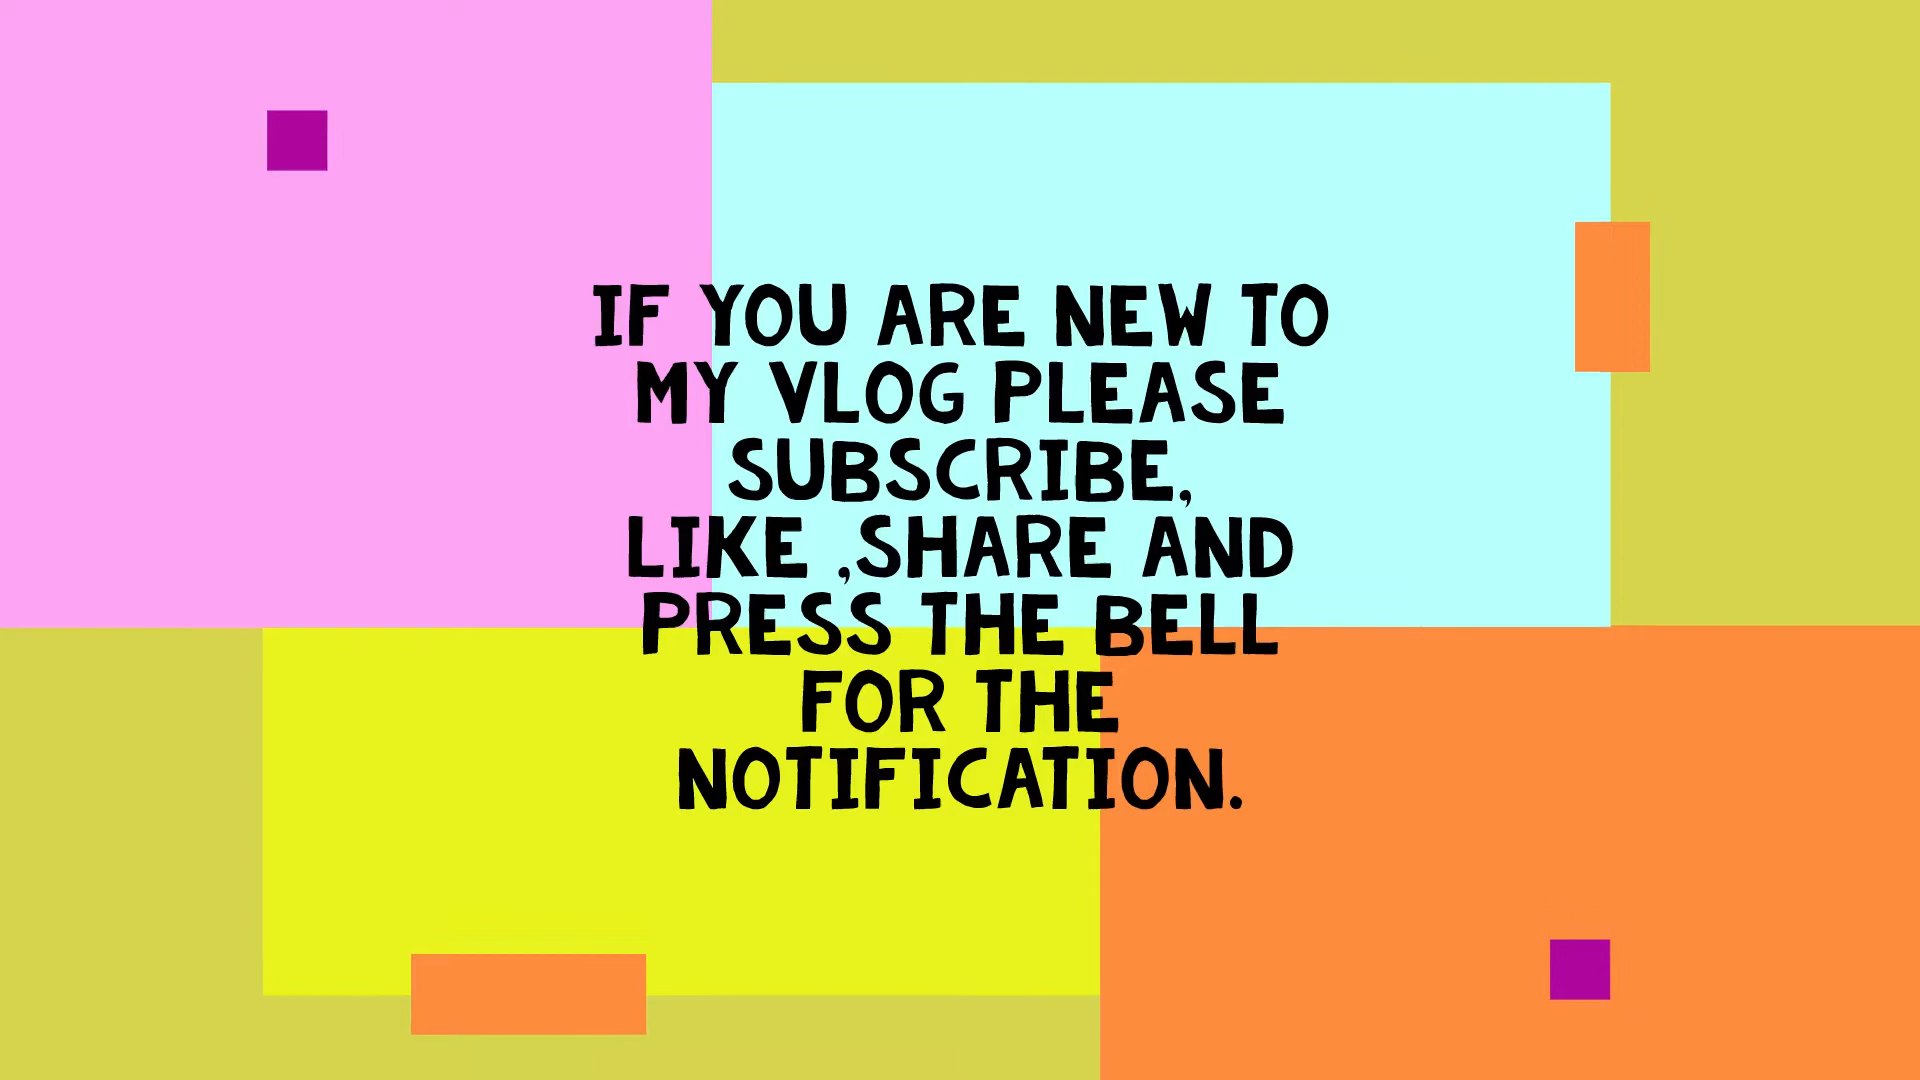 IF YOU ARE NEW TO
MY VLOG PLEASE
SUBSCRIBE,
LIKE ,SHARE AND
PRESS THE BELL
FOR THE
NOTIFICATION.